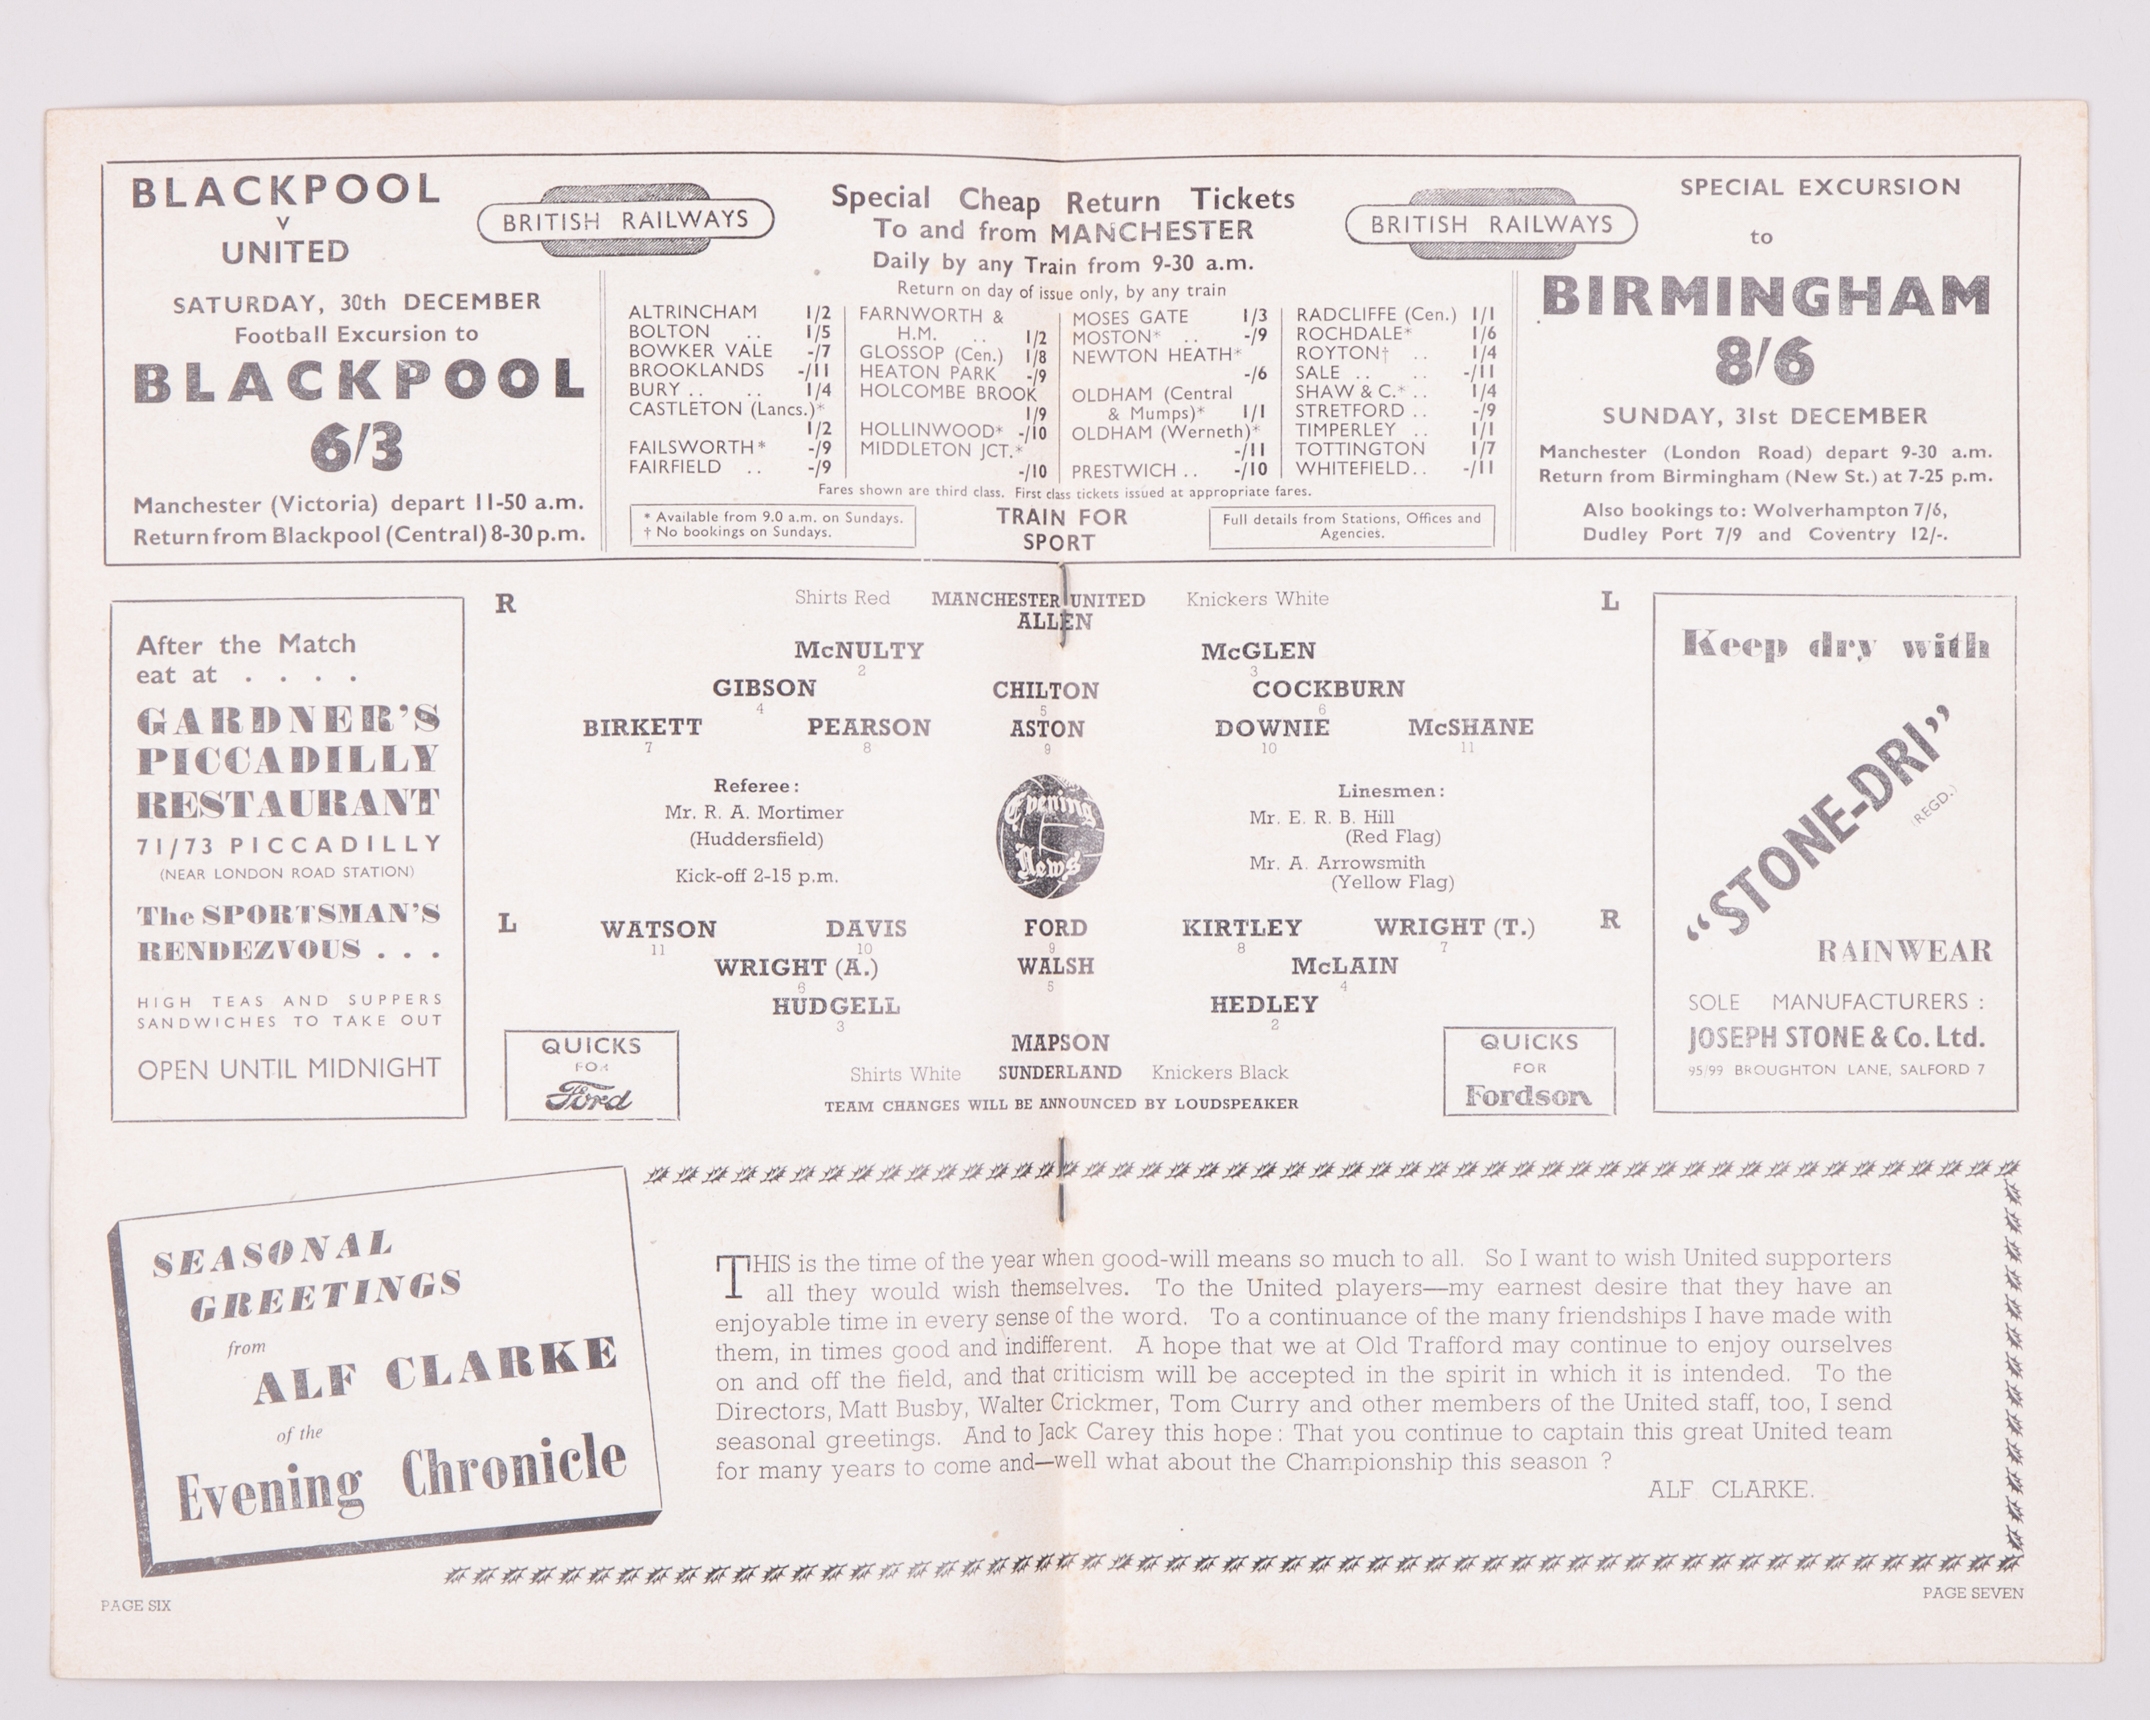 BLACKPOOL
v
UNITED
SATURDAY, 30th DECEMBER
Football Excursion to
BLACKPOOL
6/3
Manchester (Victoria) depart 11-50 a.m.
Return from Blackpool (Central) 8-30 p.m.
BRITISH RAILWAYS
Special Cheap Return Tickets
To and from MANCHESTER
Daily by any Train from 9-30 a.m.
Return on day of issue only, by any train
BRITISH RAILWAYS
ALTRINCHAM 1/2
BOLTON .. 1/5
BOWKER VALE -/7
BROOKLANDS -/11
BURY .. .. 1/4
CASTLETON (Lancs.)*
1/2
FAILSWORTH* -/9
FAIRFIELD .. -/9
FARNWORTH &
H.M. .. 1/2
GLOSSOP (Cen.) 1/8
HEATON PARK -/9
HOLCOMBE BROOK
1/9
HOLLINWOOD* -/10
MIDDLETON JCT.*
-/10
MOSES GATE 1/3
MOSTON* .. -/9
NEWTON HEATH*
-/6
OLDHAM (Central
& Mumps)* 1/1
OLDHAM (Werneth)*
-/11
PRESTWICH .. -/10
RADCLIFFE (Cen.) 1/1
ROCHDALE* 1/6
ROYTON† .. 1/4
SALE .. .. -/11
SHAW & C.* .. 1/4
STRETFORD .. -/9
TIMPERLEY .. 1/1
TOTTINGTON 1/7
WHITEFIELD .. -/11
Fares shown are third class. First class tickets issued at appropriate fares.
* Available from 9.0 a.m. on Sundays.
† No bookings on Sundays.
TRAIN FOR
SPORT
Full details from Stations, Offices and
Agencies.
SPECIAL EXCURSION
to
BIRMINGHAM
8/6
SUNDAY, 31st DECEMBER
Manchester (London Road) depart 9-30 a.m.
Return from Birmingham (New St.) at 7-25 p.m.
Also bookings to: Wolverhampton 7/6,
Dudley Port 7/9 and Coventry 12/-.
After the Match
eat at . . . .
GARDNER'S
PICCADILLY
RESTAURANT
71/73 PICCADILLY
(NEAR LONDON ROAD STATION)
The SPORTSMAN'S
RENDEZVOUS . . .
HIGH TEAS AND SUPPERS
SANDWICHES TO TAKE OUT
OPEN UNTIL MIDNIGHT
R Shirts Red MANCHESTER UNITED Knickers White L
ALLEN
McNULTY McGLEN
2 3
GIBSON CHILTON COCKBURN
4 5 6
BIRKETT PEARSON ASTON DOWNIE McSHANE
7 8 9 10 11
Referee:
Mr. R. A. Mortimer
(Huddersfield)
Kick-off 2-15 p.m.
Evening
News
Linesmen:
Mr. E. R. B. Hill
(Red Flag)
Mr. A. Arrowsmith
(Yellow Flag)
L WATSON DAVIS FORD KIRTLEY WRIGHT (T.) R
11 10 9 8 7
WRIGHT (A.) WALSH McLAIN
6 5 4
HUDGELL HEDLEY
3 2
MAPSON
Shirts White SUNDERLAND Knickers Black
TEAM CHANGES WILL BE ANNOUNCED BY LOUDSPEAKER
QUICKS
FOR
Ford
QUICKS
FOR
Fordson
Keep dry with
"STONE-DRI"
(REGD.)
RAINWEAR
SOLE MANUFACTURERS :
JOSEPH STONE & Co. Ltd.
95/99 BROUGHTON LANE, SALFORD 7
SEASONAL
GREETINGS
from
ALF CLARKE
of the
Evening Chronicle
THIS is the time of the year when good-will means so much to all. So I want to wish United supporters
all they would wish themselves. To the United players—my earnest desire that they have an
enjoyable time in every sense of the word. To a continuance of the many friendships I have made with
them, in times good and indifferent. A hope that we at Old Trafford may continue to enjoy ourselves
on and off the field, and that criticism will be accepted in the spirit in which it is intended. To the
Directors, Matt Busby, Walter Crickmer, Tom Curry and other members of the United staff, too, I send
seasonal greetings. And to Jack Carey this hope : That you continue to captain this great United team
for many years to come and—well what about the Championship this season ?
ALF CLARKE.
PAGE SIX
PAGE SEVEN